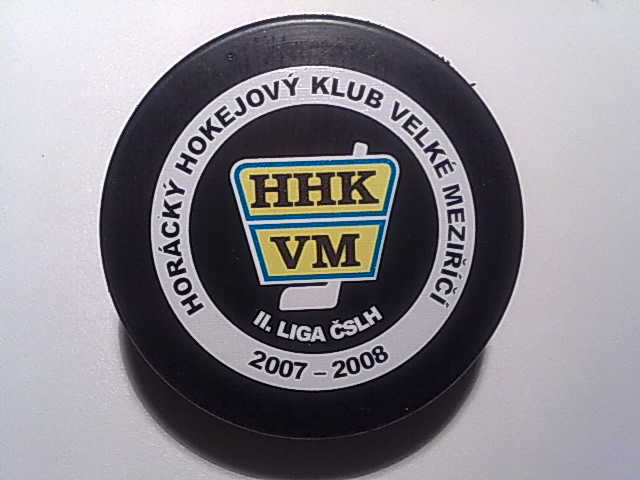 HORÁCKÝ HOKEJOVÝ KLUB VELKÉ MEZIŘÍČÍ
HHK
VM
II. LIGA ČSLH
2007 – 2008